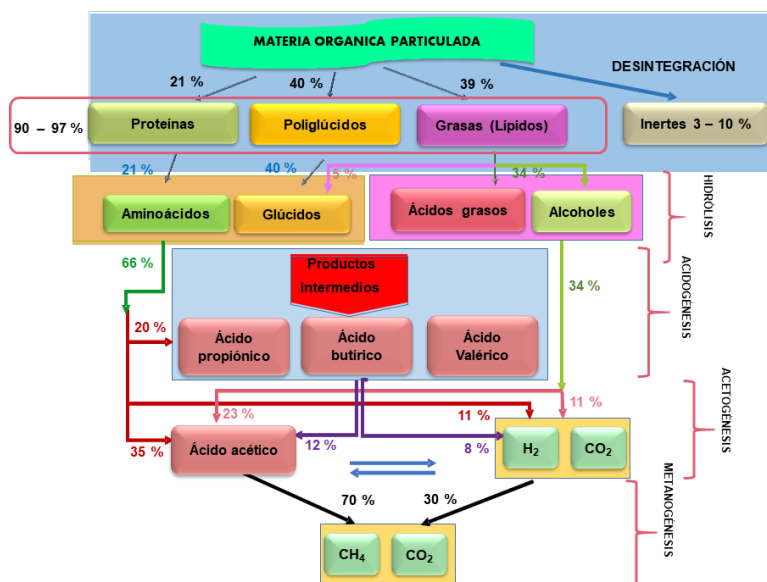 MATERIA ORGANICA PARTICULADA
DESINTEGRACIÓN
21 %
40 %
39 %
90 – 97 %
Proteínas
Poliglúcidos
Grasas (Lípidos)
Inertes 3 – 10 %
21 %
40 %
5 %
34 %
HIDRÓLISIS
Aminoácidos
Glúcidos
Ácidos grasos
Alcoholes
66 %
Productos
intermedios
34 %
ACIDOGÉNESIS
20 %
Ácido
propiónico
Ácido
butirico
Ácido
Valérico
ACETOGÉNESIS
23 %
11 %
11 %
35 %
Ácido acético
12 %
8 %
H2
CO2
METANOGÉNESIS
70 %
30 %
CH4
CO2